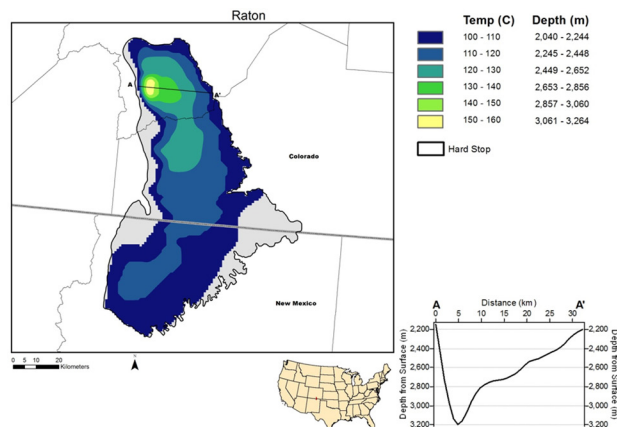 Raton
A
A'
Colorado
New Mexico
0 5 10 20
Kilometers
Temp (C) Depth (m)
100 - 110 2,040 - 2,244
110 - 120 2,245 - 2,448
120 - 130 2,449 - 2,652
130 - 140 2,653 - 2,856
140 - 150 2,857 - 3,060
150 - 160 3,061 - 3,264
Hard Stop
A A'
Distance (km)
0 5 10 15 20 25 30
2,200 2,200
2,400 2,400
2,600 2,600
2,800 2,800
3,000 3,000
3,200 3,200
Depth from Surface (m)
Depth from Surface (m)